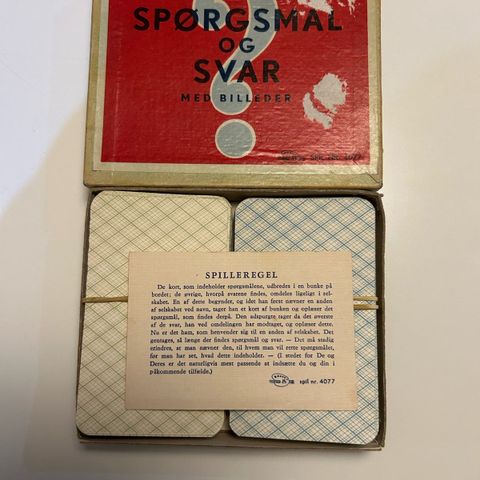 SPØRGSMAL
OG
SVAR
MED BILLEDER
4077
SPILLEREGEL
De kort, som indeholder spørgsmålene, udbredes i en bunke på
bordet; de øvrige, hvorpå svarene findes, omdeles ligeligt i sel-
skabet. En af dette begynder, og idet han først nævner en anden
af selskabet ved navn, tager han et kort af bunken og oplæser det
spørgsmål, som findes derpå. Den adspurgte tager da det øverste
af de svar, han ved omdelingen har modtaget, og oplæser dette.
Nu er det ham, som henvender sig til en anden af selskabet. Det
gentages, så længe der findes spørgsmål og svar. — Det må stadig
erindres, at man nævner den, til hvem man vil rette spørgsmålet,
før man har set, hvad dette indeholder. — (I stedet for De og
Deres er det naturligvis mest passende at indsætte du og din i
påkommende tilfælde.)
spil nr. 4077